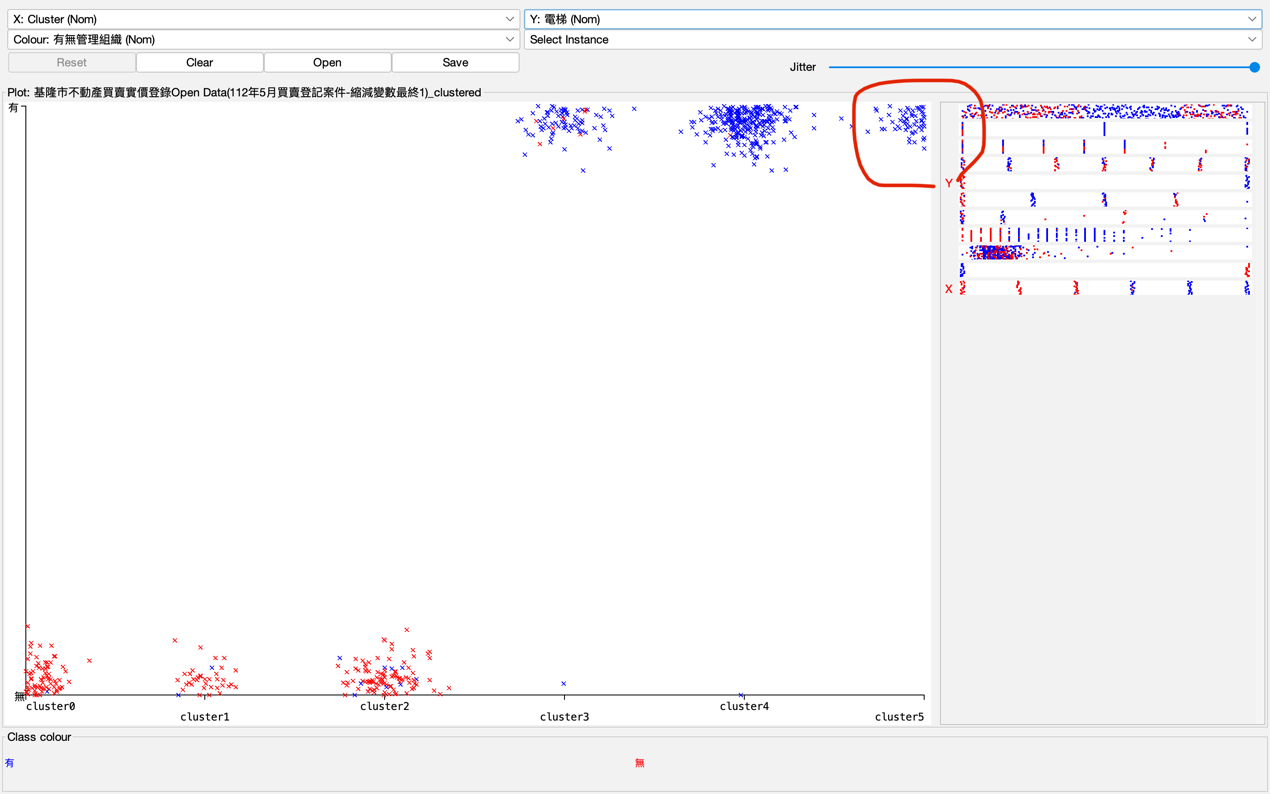 X: Cluster (Nom)
Y: 電梯 (Nom)
Colour: 有無管理組織 (Nom)
Select Instance
Reset
Clear
Open
Save
Jitter
Plot: 基隆市不動產買賣實價登錄Open Data(112年5月買賣登記案件-縮減變數最終1)_clustered
有
Y
X
無
cluster0
cluster1
cluster2
cluster3
cluster4
cluster5
Class colour
有
無